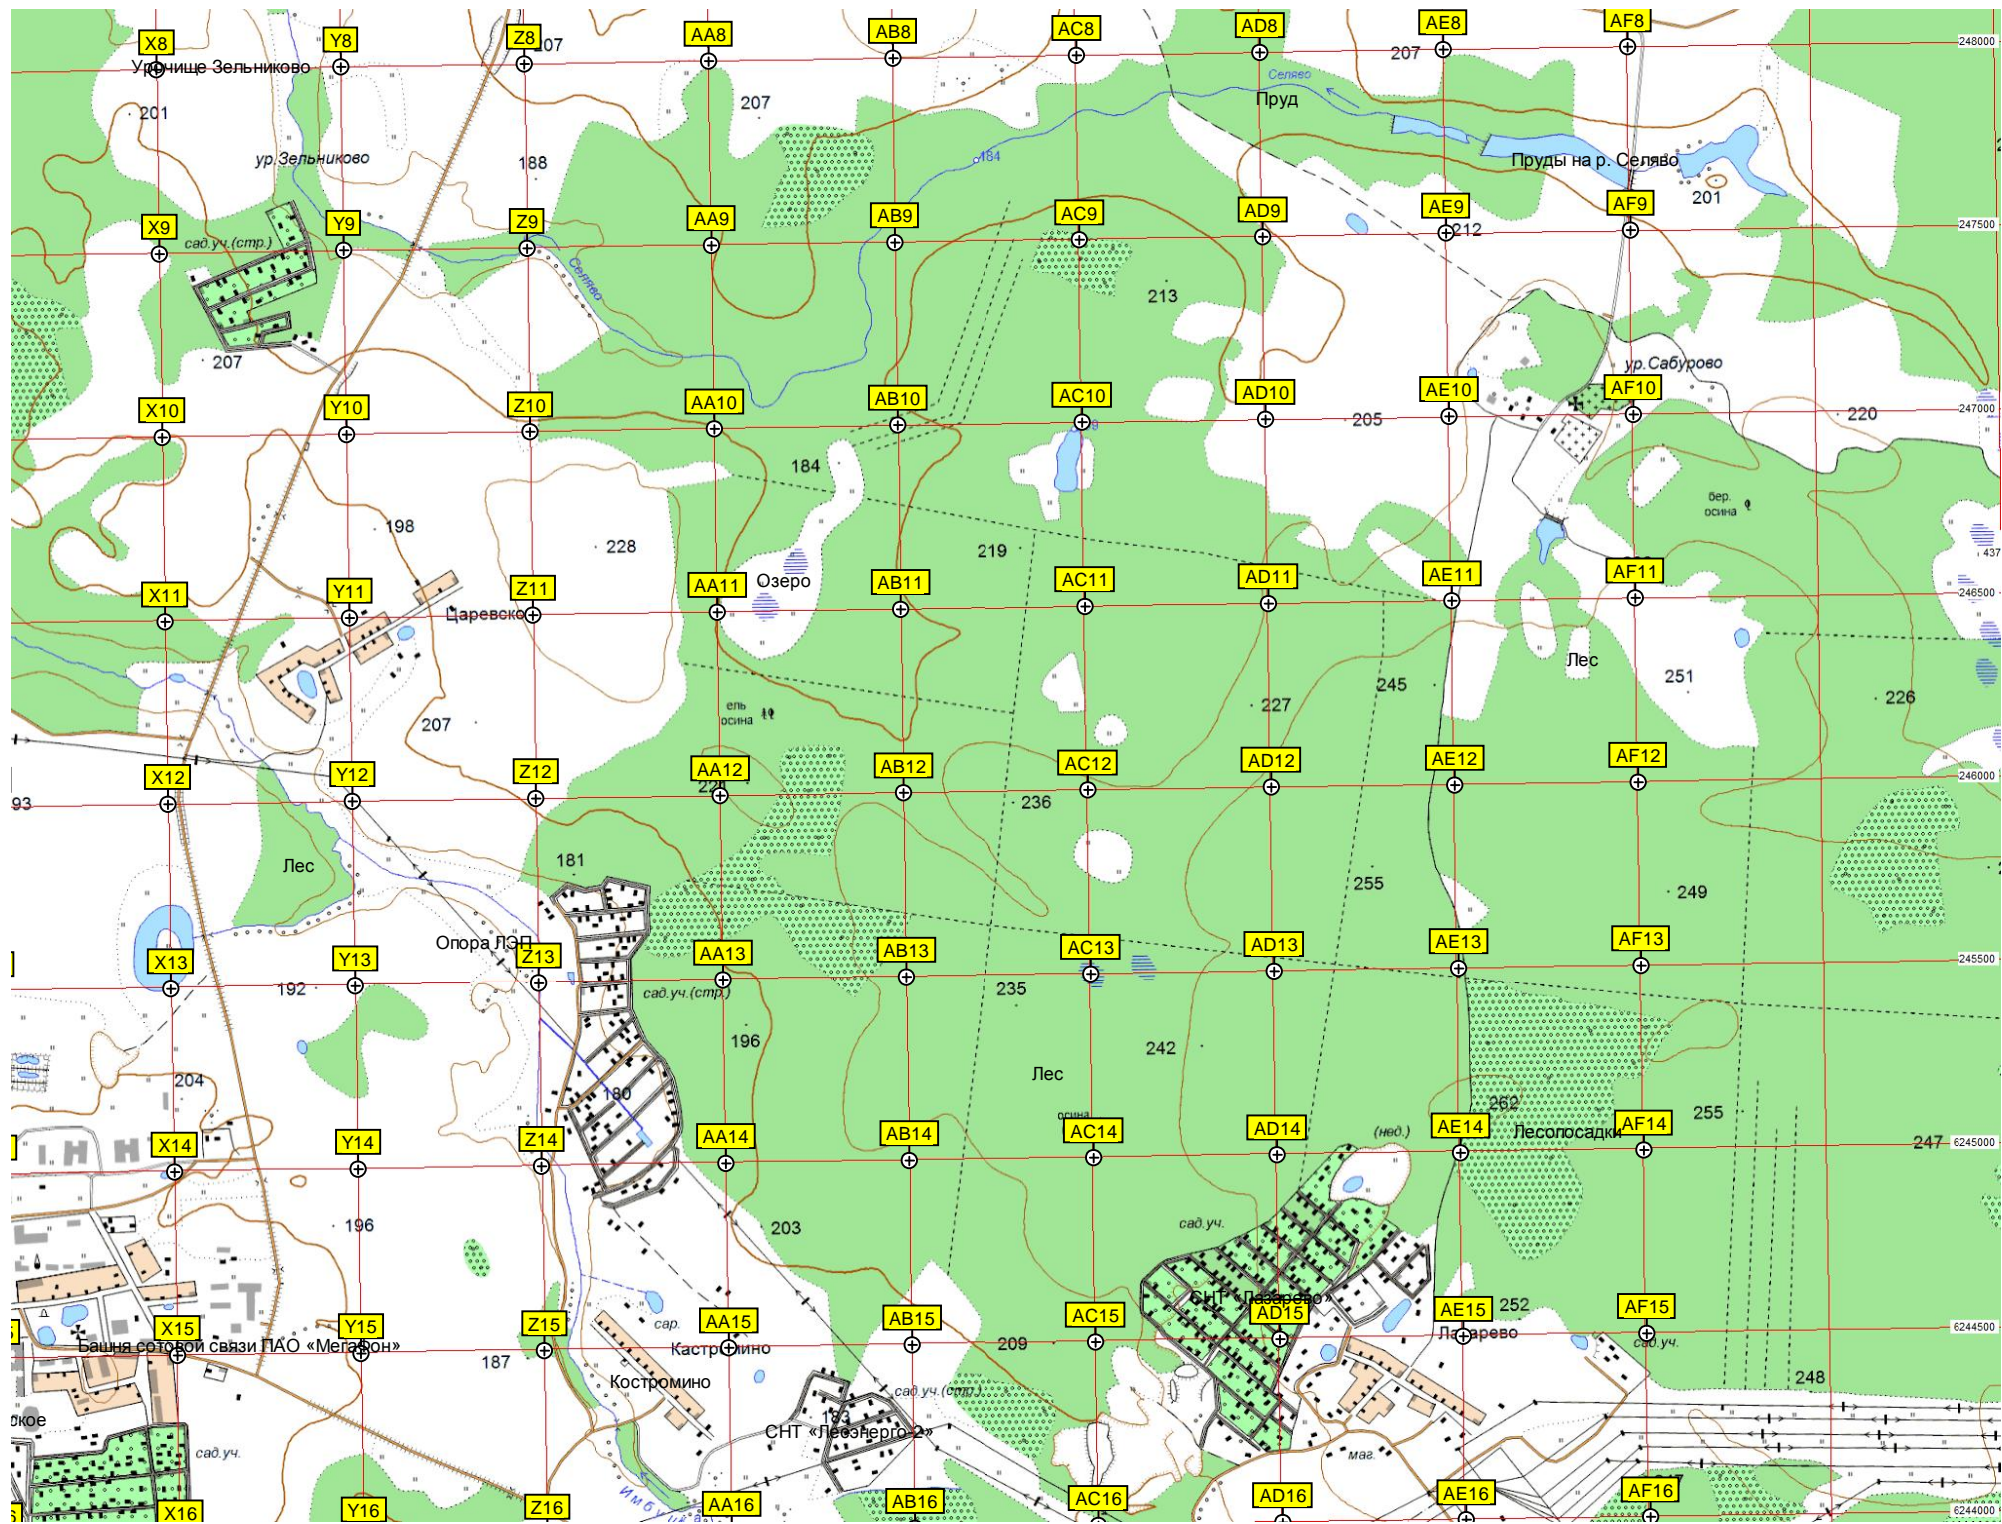 X8
Y8
Z8
AA8
AB8
AC8
AD8
AE8
AF8
207
207
248000
Урочище Зельниково
Селяво
Пруд
201
207
188
ур.Зельниково
184
Пруды на р. Селяво
201
X9
Y9
Z9
AA9
AB9
AC9
AD9
AE9
AF9
212
247500
сад.уч.(стр.)
Селяво
213
207
ур.Сабурово
X10
Y10
Z10
AA10
AB10
AC10
AD10
AE10
AF10
205
220
247000
184
бер.
осина
198
228
219
437
Озеро
X11
Y11
Z11
AA11
AB11
AC11
AD11
AE11
AF11
246500
Царевско
Лес
251
245
227
226
ель
осина
207
X12
Y12
Z12
AA12
AB12
AC12
AD12
AE12
AF12
246000
93
236
Лес
181
255
249
Опора ЛЭП
X13
Y13
Z13
AA13
AB13
AC13
AD13
AE13
AF13
245500
192
сад.уч.(стр.)
235
196
242
Лес
204
180
262
255
осина
X14
Y14
Z14
AA14
AB14
AC14
AD14
(нед.)
AE14
AF14
Лесопосадки
247
6245000
196
203
сад.уч.
СНТ «Лазарево»
252
X15
Y15
Z15
AA15
AB15
AC15
AD15
AE15
AF15
6244500
Башня сотовой связи ПАО «Мегафон»
187
сар.
Кастромино
209
Лазарево
сад.уч.
Костромино
248
сад.уч.(стр.)
183
СНТ «Лесэнерго-2»
ское
сад.уч.
маг.
X16
Y16
Z16
AA16
AB16
AC16
AD16
AE16
AF16
6244000